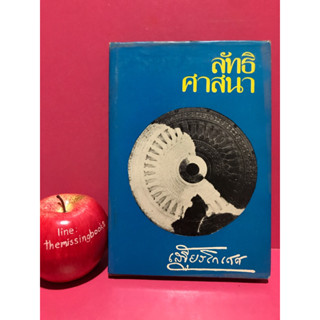 ลัทธิ
ศาสนา
line:
themissingbooks
เสฐียรโกเศศ